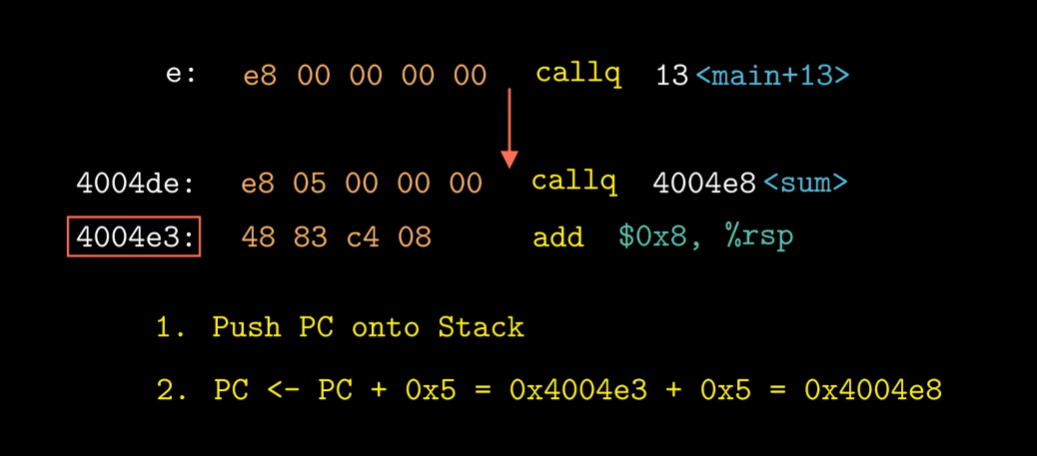 e: e8 00 00 00 00 callq 13 <main+13>
4004de: e8 05 00 00 00 callq 4004e8 <sum>
4004e3: 48 83 c4 08 add $0x8, %rsp
1. Push PC onto Stack
2. PC <- PC + 0x5 = 0x4004e3 + 0x5 = 0x4004e8